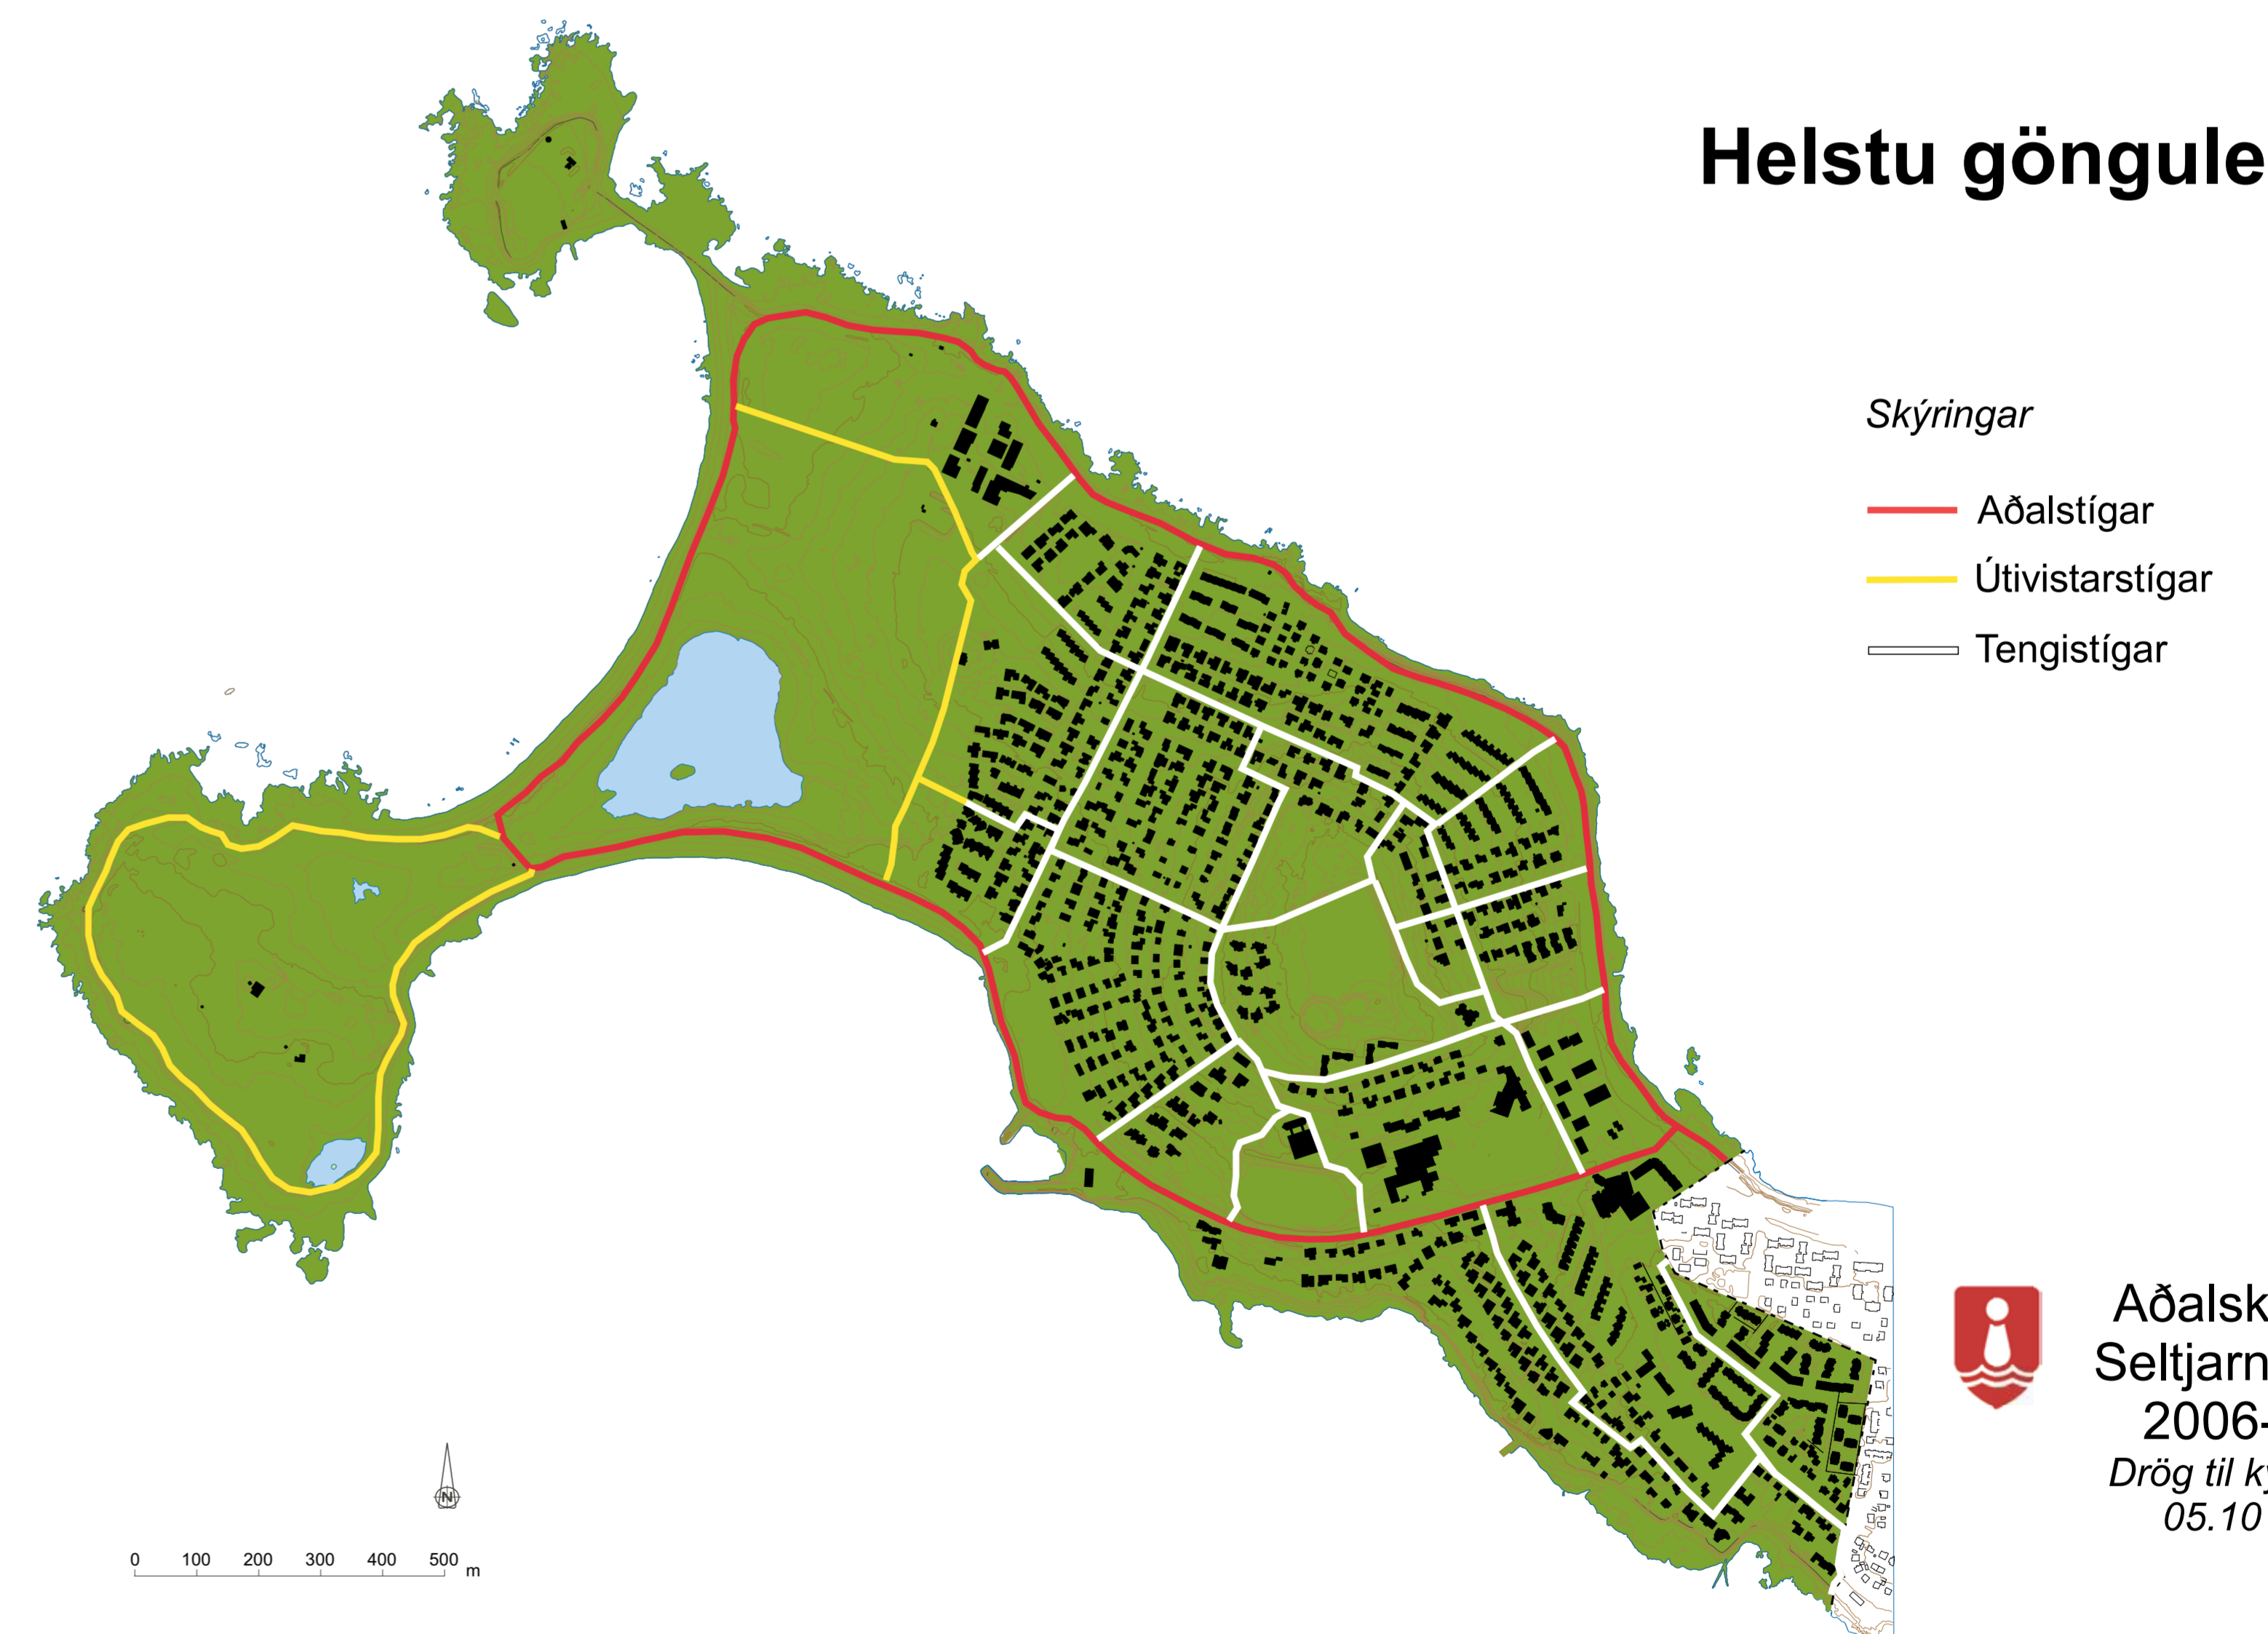 Helstu göngule
Skýringar
Aðalstígar
Útivistarstígar
Tengistígar
Aðalsk
Seltjarn
2006-
Drög til k
05.10
N
0 100 200 300 400 500 m